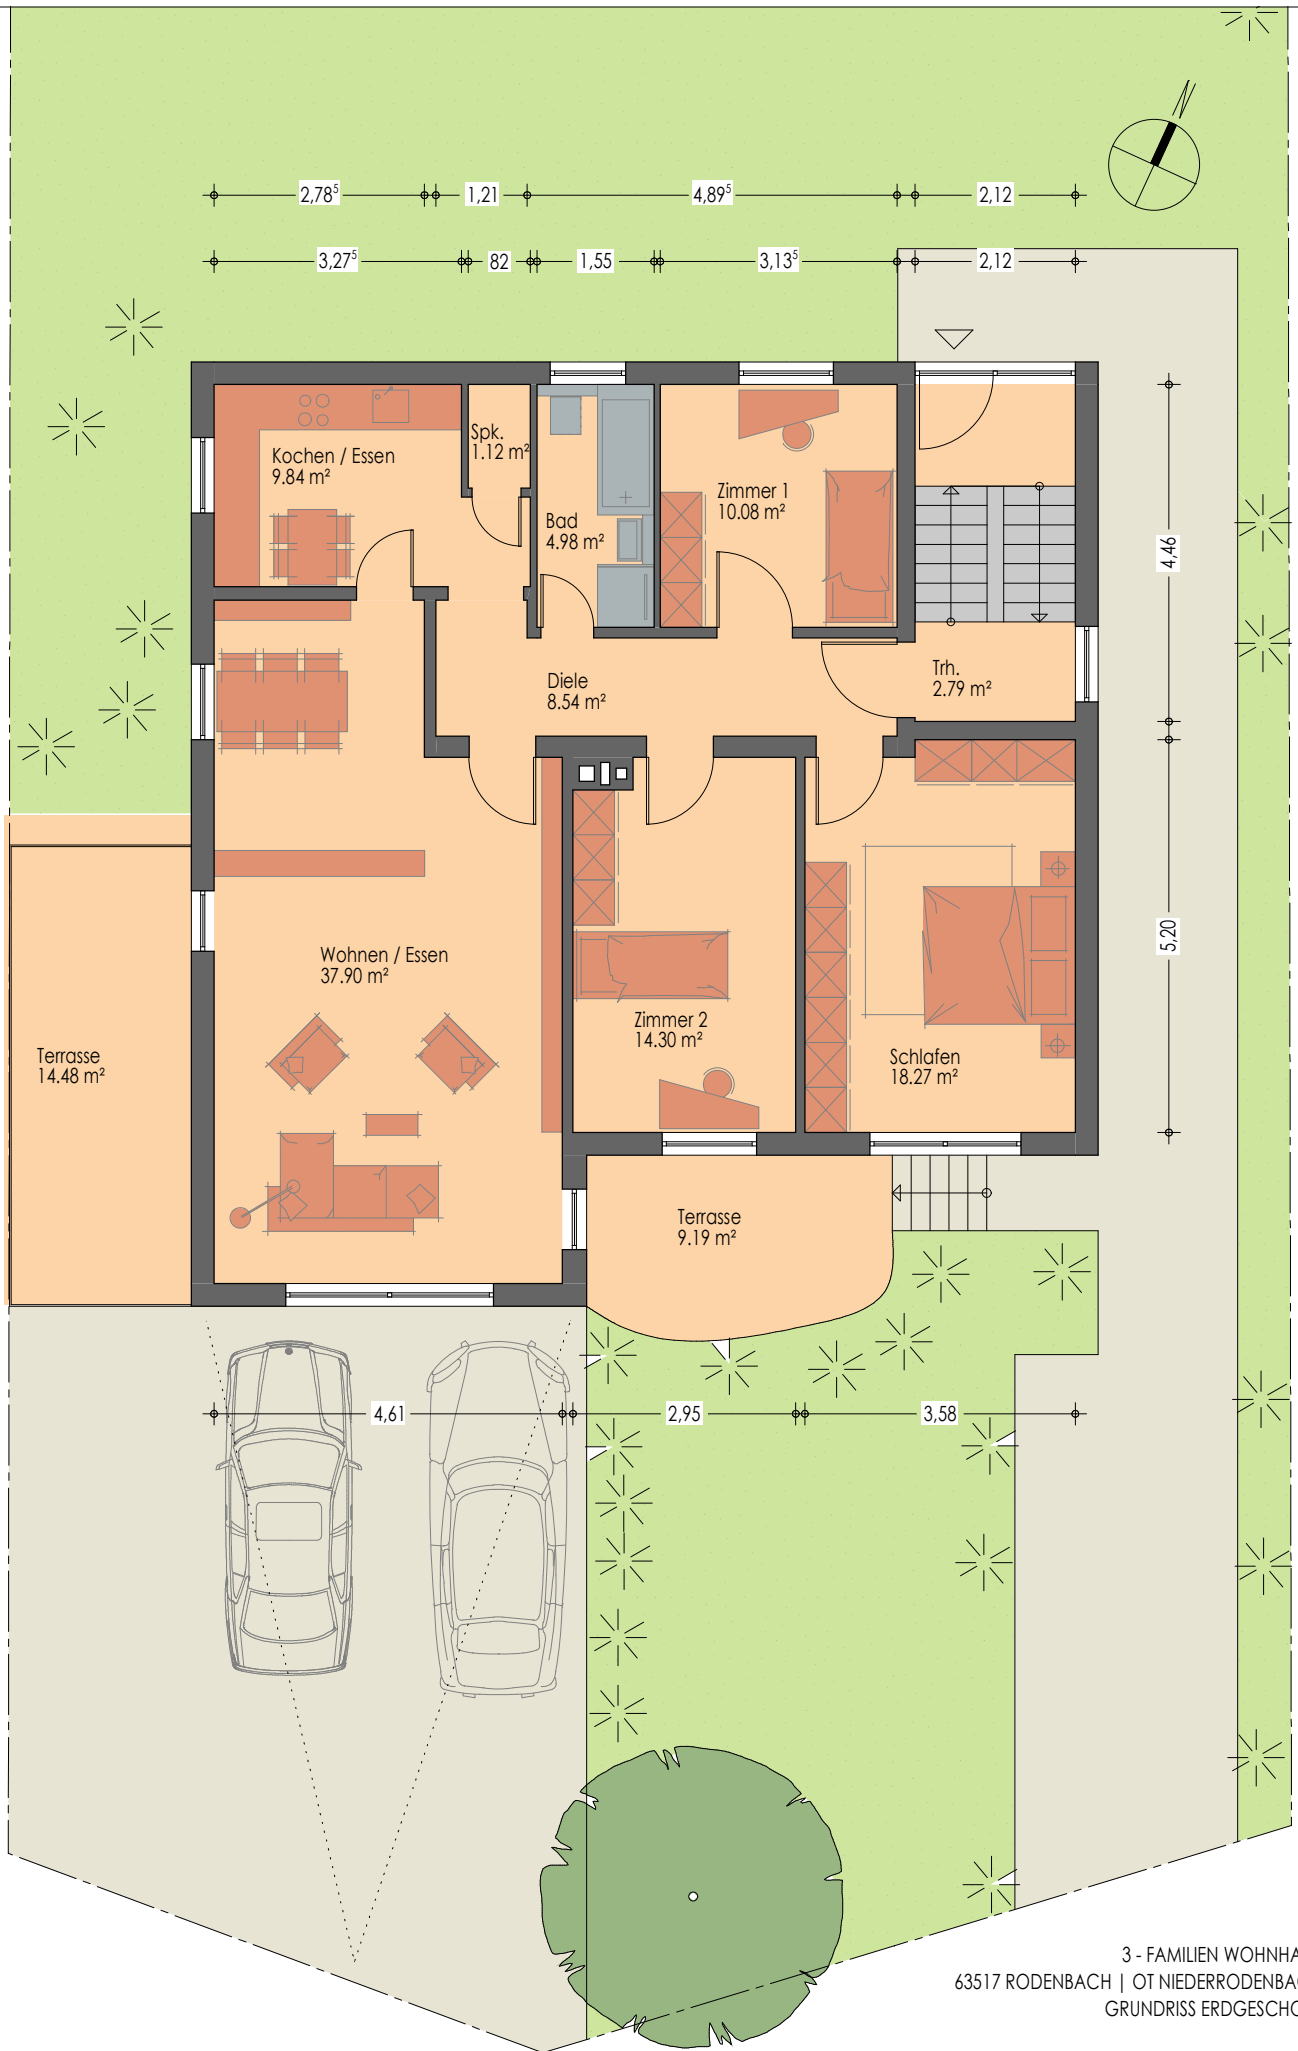 2,78⁵
1,21
4,89⁵
2,12
3,27⁵
82
1,55
3,13⁵
2,12
Kochen / Essen
9.84 m²
Spk.
1.12 m²
Bad
4.98 m²
Zimmer 1
10.08 m²
4,46
Diele
8.54 m²
Trh.
2.79 m²
Wohnen / Essen
37.90 m²
5,20
Zimmer 2
14.30 m²
Schlafen
18.27 m²
Terrasse
14.48 m²
Terrasse
9.19 m²
4,61
2,95
3,58
3 - FAMILIEN WOHNHA
63517 RODENBACH | OT NIEDERRODENBA
GRUNDRISS ERDGESCHO